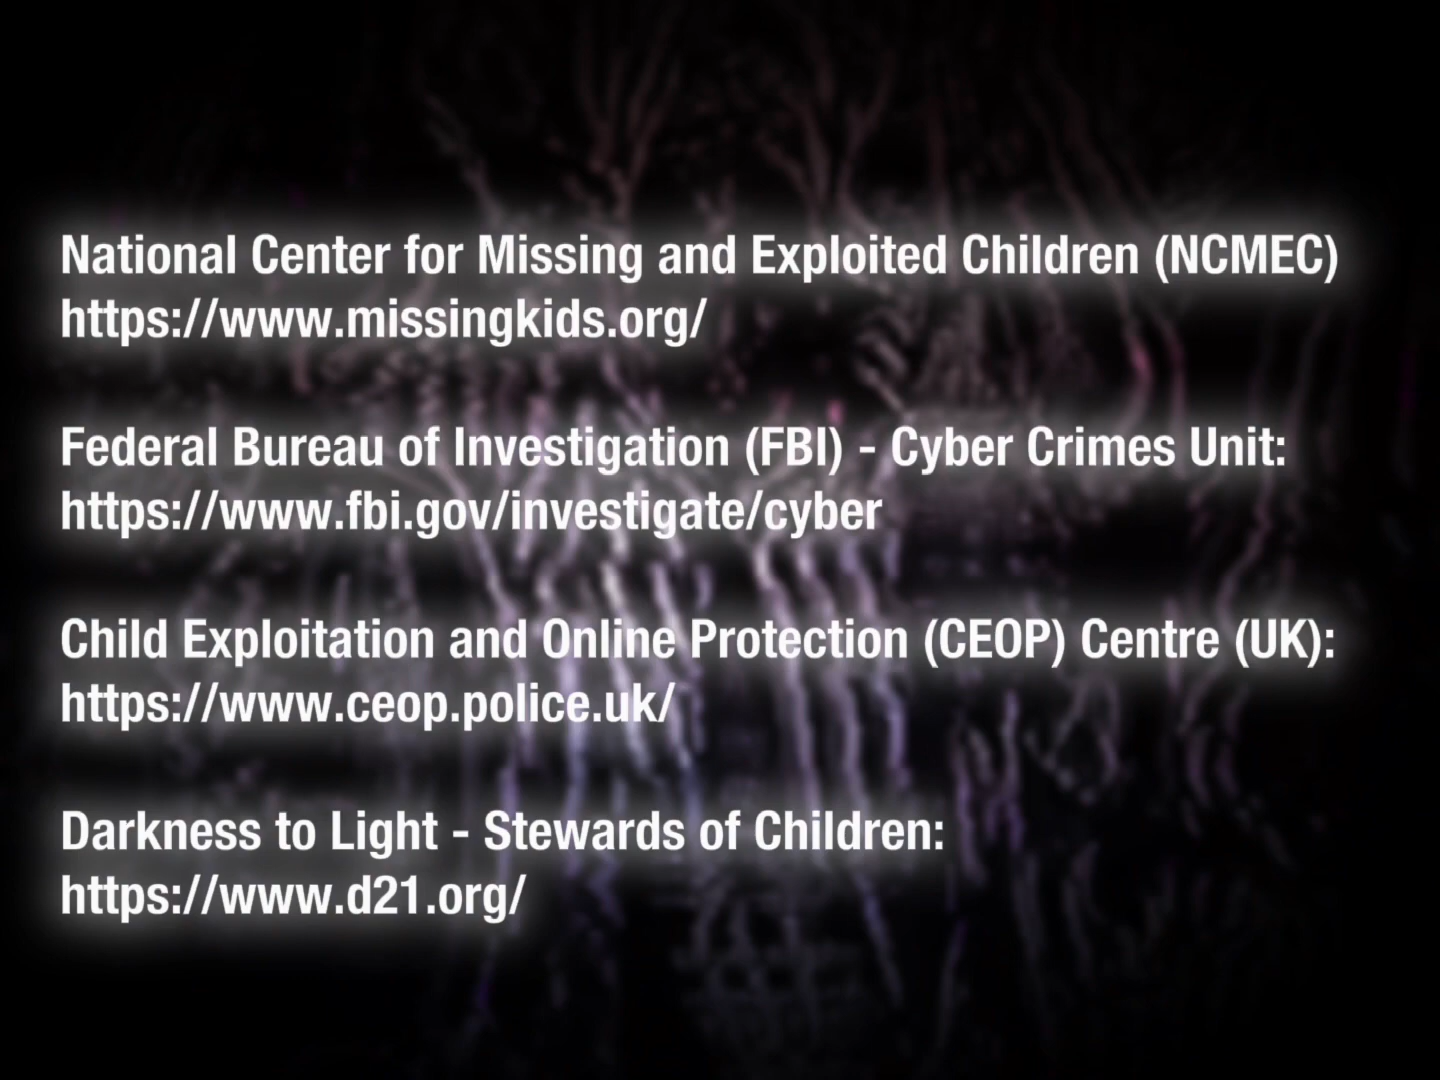 National Center for Missing and Exploited Children (NCMEC)
https://www.missingkids.org/
Federal Bureau of Investigation (FBI) - Cyber Crimes Unit:
https://www.fbi.gov/investigate/cyber
Child Exploitation and Online Protection (CEOP) Centre (UK):
https://www.ceop.police.uk/
Darkness to Light - Stewards of Children:
https://www.d21.org/